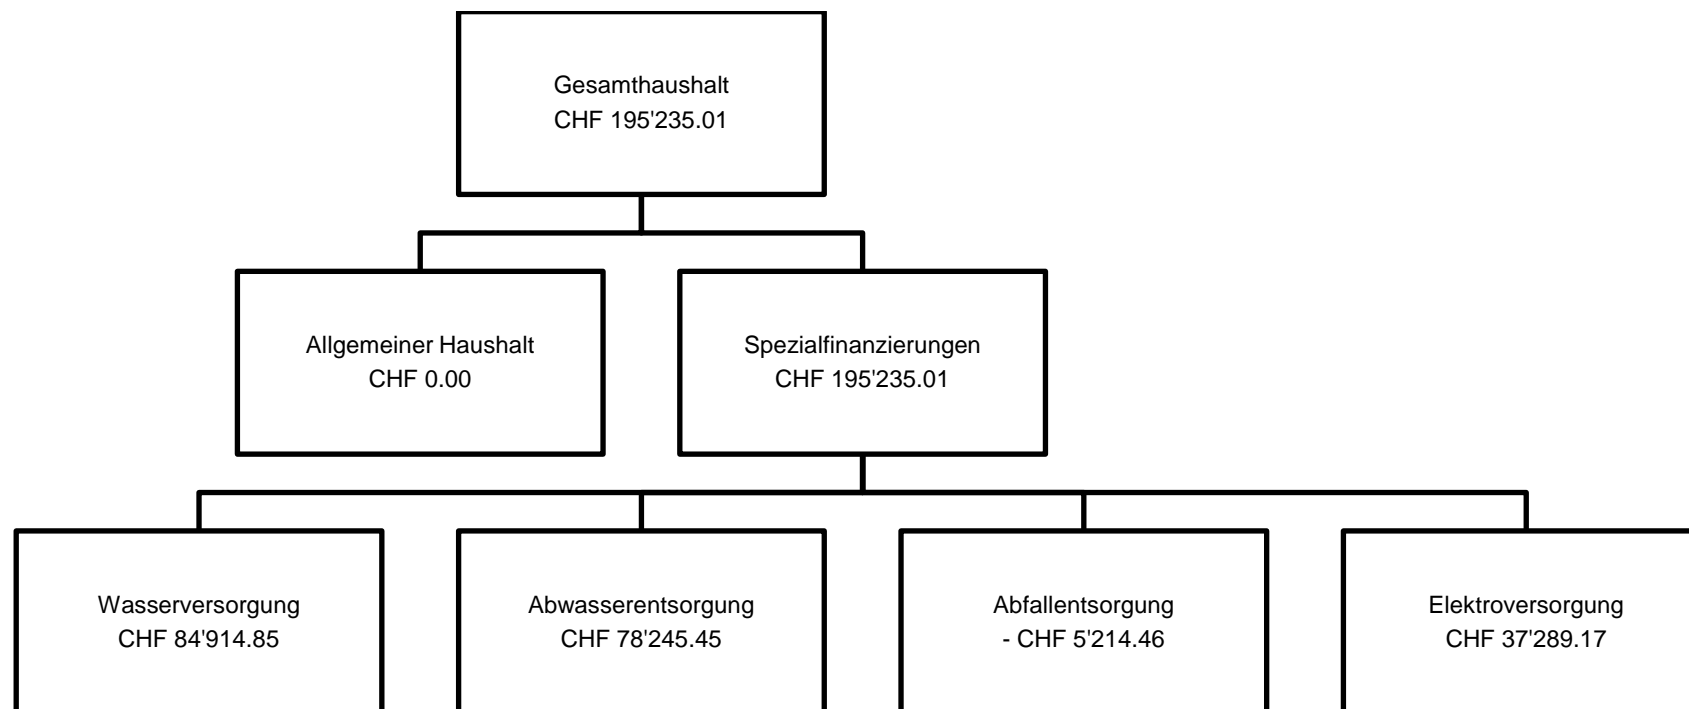 Gesamthaushalt
CHF 195'235.01
Allgemeiner Haushalt
CHF 0.00
Spezialfinanzierungen
CHF 195'235.01
Wasserversorgung
CHF 84'914.85
Abwasserentsorgung
CHF 78'245.45
Abfallentsorgung
- CHF 5'214.46
Elektroversorgung
CHF 37'289.17